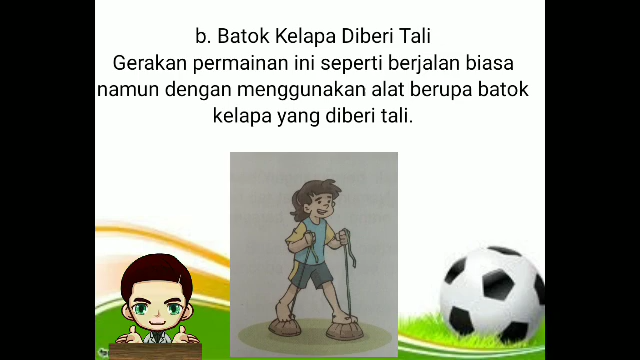 b. Batok Kelapa Diberi Tali
Gerakan permainan ini seperti berjalan biasa
namun dengan menggunakan alat berupa batok
kelapa yang diberi tali.